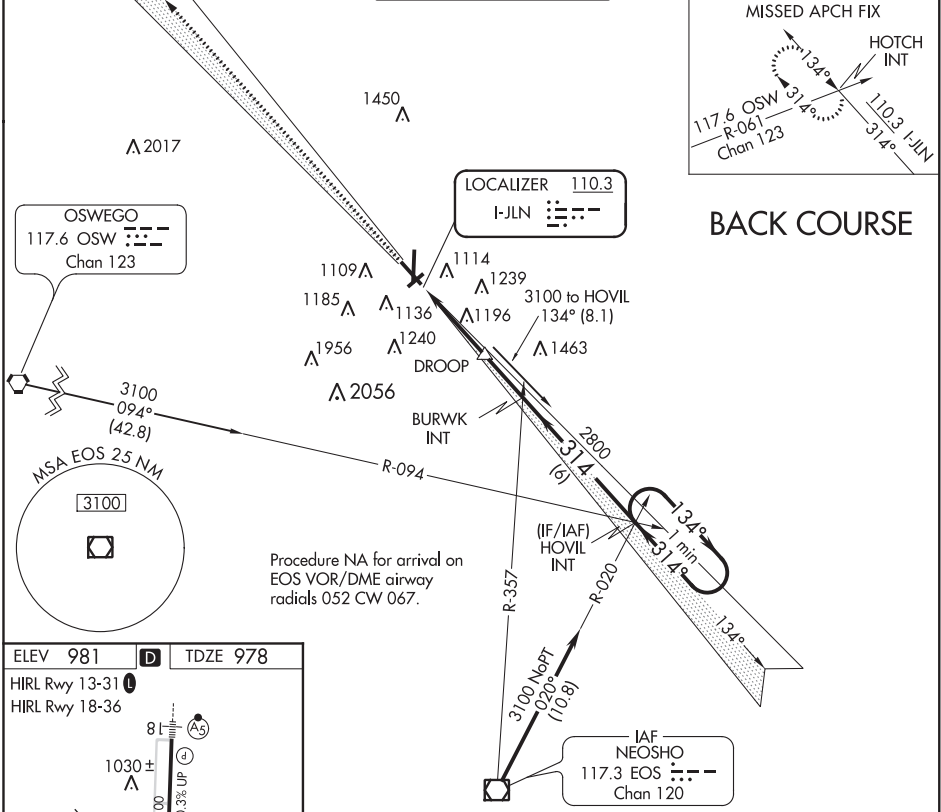 MISSED APCH FIX
HOTCH
INT
134°
314°
117.6 OSW
R-061
Chan 123
110.3 I-JLN
314°
BACK COURSE
1450
2017
LOCALIZER 110.3
I-JLN
OSWEGO
117.6 OSW
Chan 123
1109
1114
1239
1185
1136
1196
3100 to HOVIL
134° (8.1)
1240
1956
1463
DROOP
2056
BURWK
INT
3100
094°
(42.8)
R-094
2800
314
(6)
MSA EOS 25 NM
3100
(IF/IAF)
HOVIL
INT
134°
1 min
314°
Procedure NA for arrival on
EOS VOR/DME airway
radials 052 CW 067.
R-357
R-020
134°
3100 NoPT
020°
(10.8)
IAF
NEOSHO
117.3 EOS
Chan 120
ELEV 981 D TDZE 978
HIRL Rwy 13-31 L
HIRL Rwy 18-36
18
A5
d
1030 ±
0.3% UP